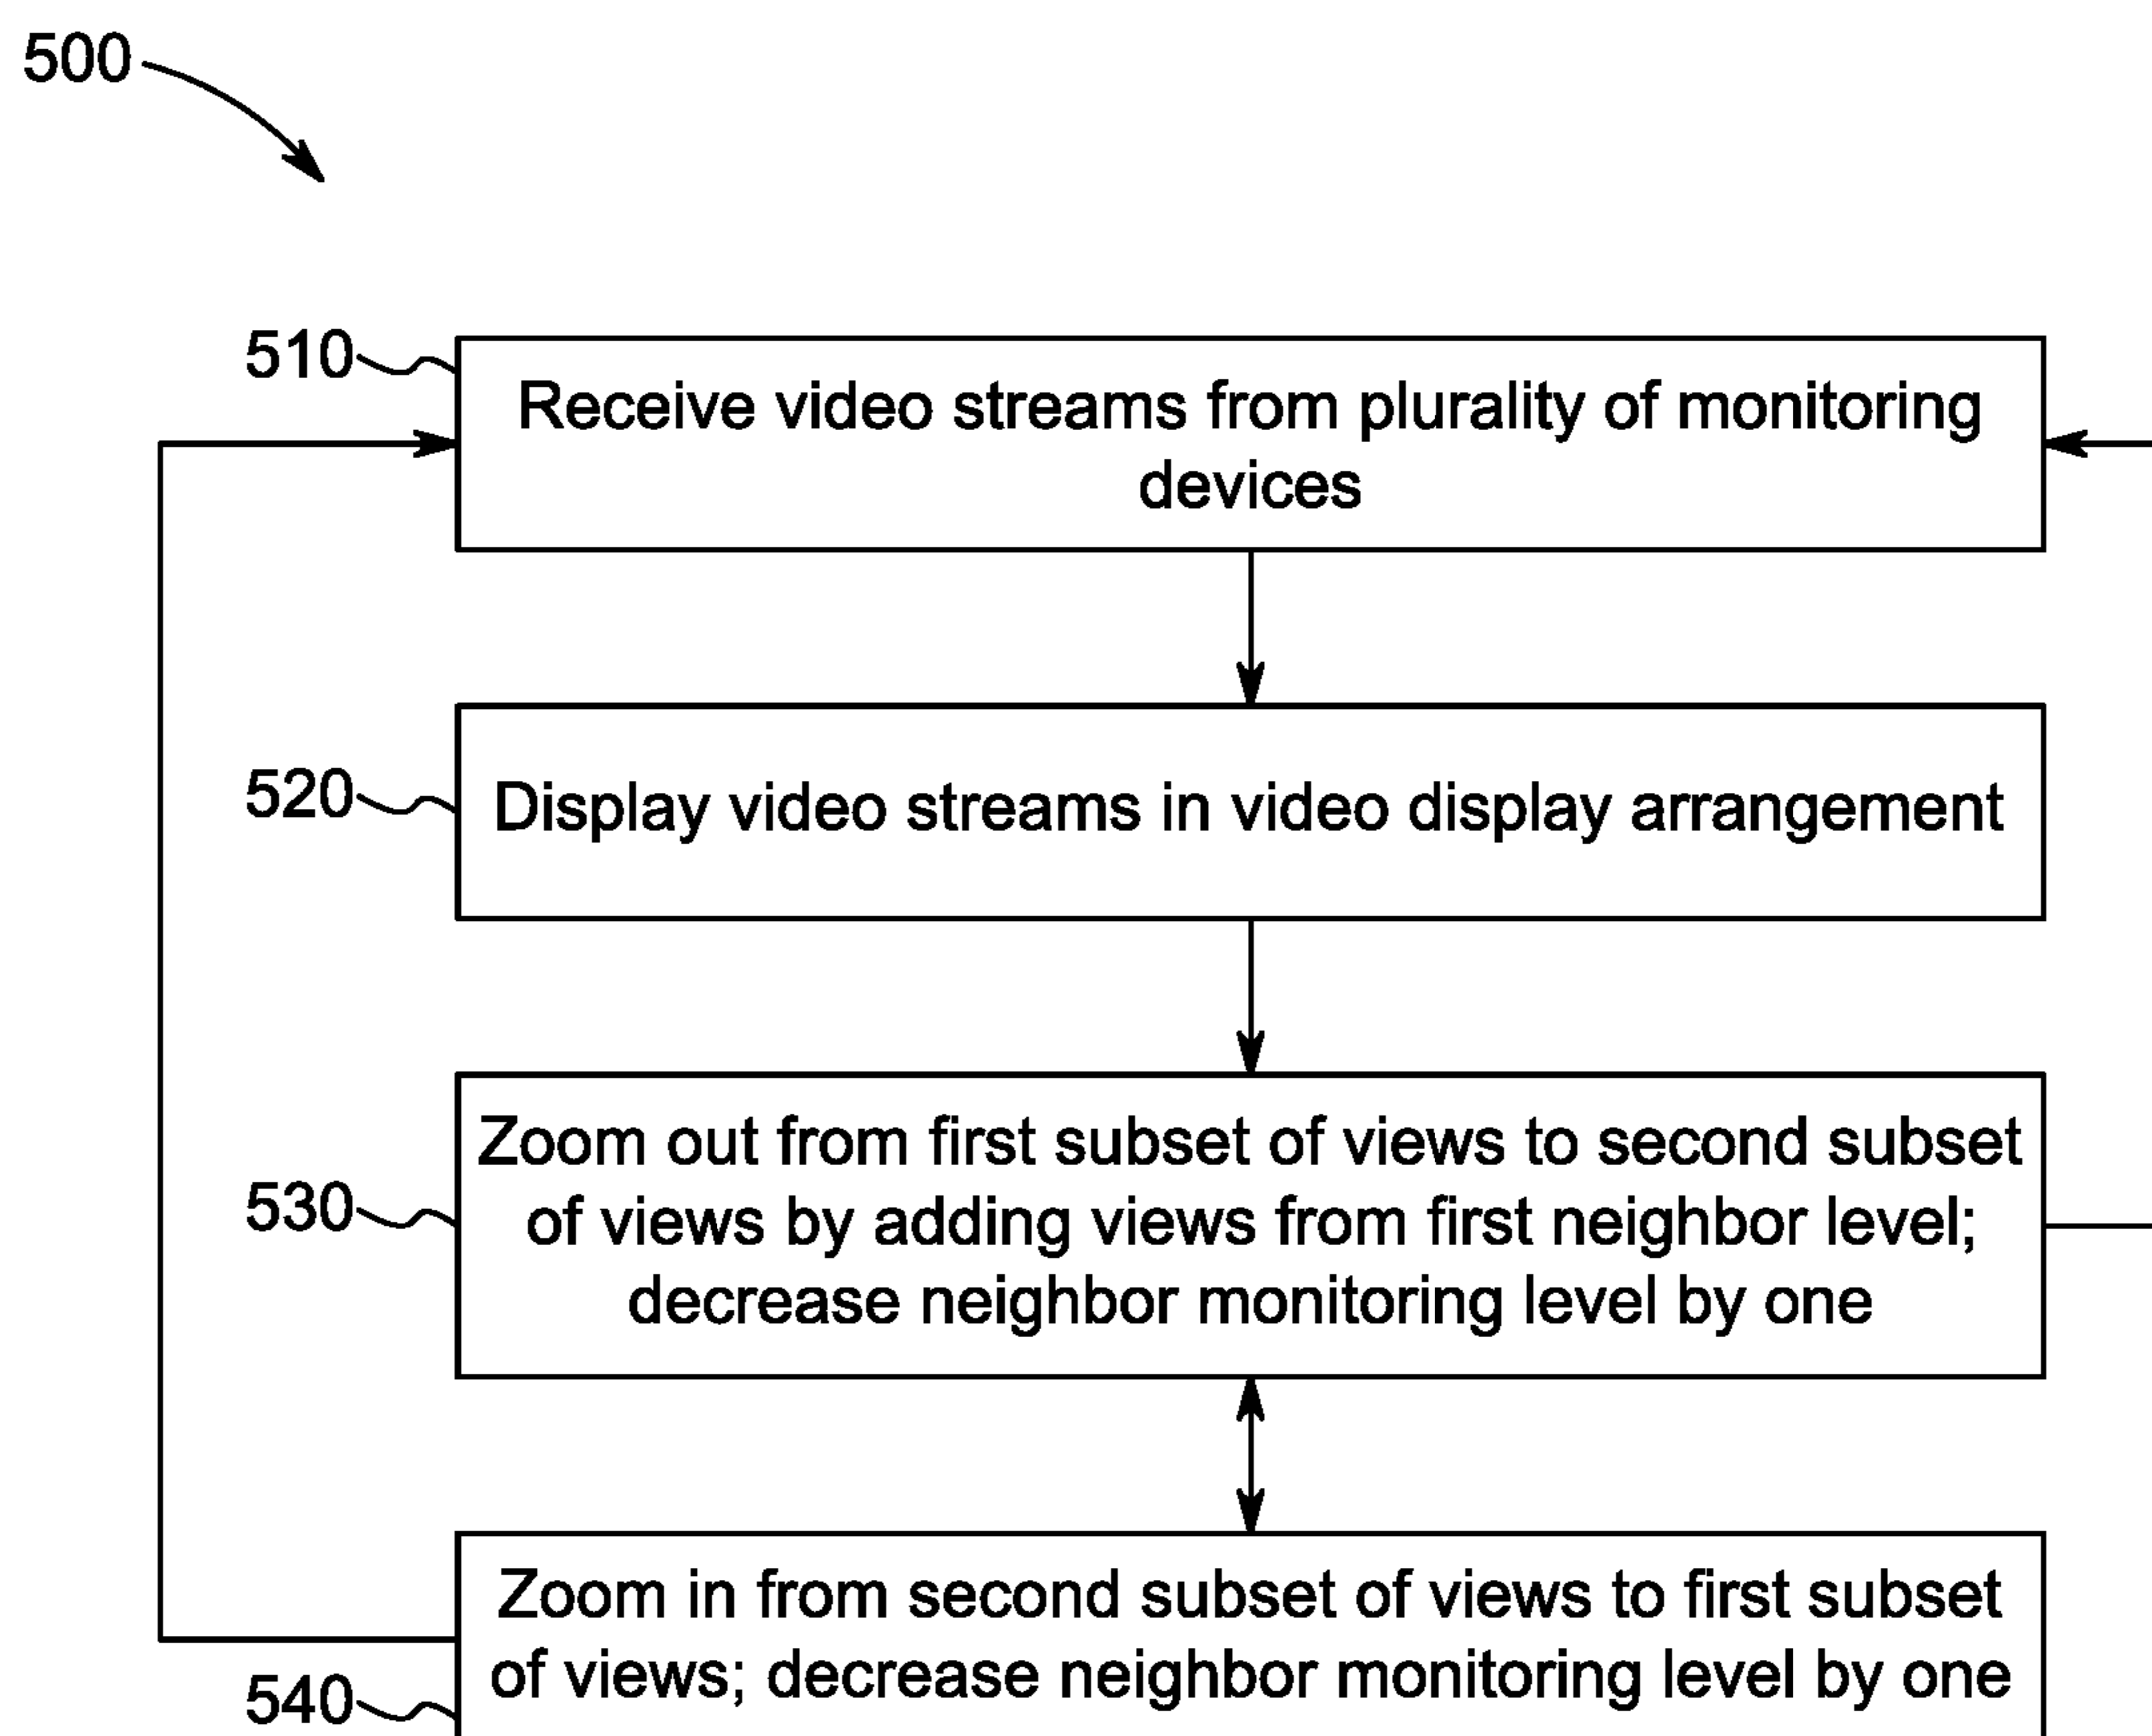 500
510
Receive video streams from plurality of monitoring
devices
520
Display video streams in video display arrangement
530
Zoom out from first subset of views to second subset
of views by adding views from first neighbor level;
decrease neighbor monitoring level by one
540
Zoom in from second subset of views to first subset
of views; decrease neighbor monitoring level by one